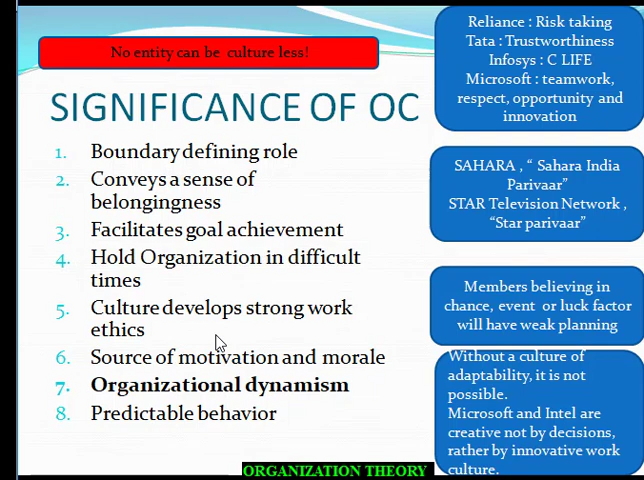 No entity can be culture less!
SIGNIFICANCE OF OC
1. Boundary defining role
2. Conveys a sense of
belongingness
3. Facilitates goal achievement
4. Hold Organization in difficult
times
5. Culture develops strong work
ethics
6. Source of motivation and morale
7. Organizational dynamism
8. Predictable behavior
Reliance : Risk taking
Tata : Trustworthiness
Infosys : C LIFE
Microsoft : teamwork,
respect, opportunity and
innovation
SAHARA , “ Sahara India
Parivaar”
STAR Television Network ,
“Star parivaar”
Members believing in
chance, event or luck factor
will have weak planning
Without a culture of
adaptability, it is not
possible.
Microsoft and Intel are
creative not by decisions,
rather by innovative work
culture.
ORGANIZATION THEORY